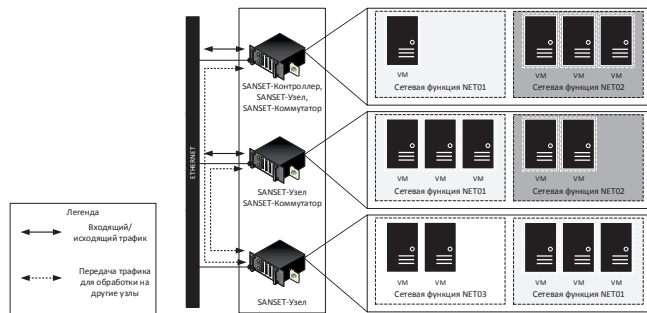 ETHERNET
SANSET-Контроллер,
SANSET-Узел,
SANSET-Коммутатор
VM
Сетевая функция NET01
VM VM VM
Сетевая функция NET02
SANSET-Узел
SANSET-Коммутатор
VM VM VM
Сетевая функция NET01
VM VM
Сетевая функция NET02
SANSET-Узел
VM VM
Сетевая функция NET03
VM VM VM
Сетевая функция NET01
Легенда
Входящий/
исходящий трафик
Передача трафика
для обработки на
другие узлы